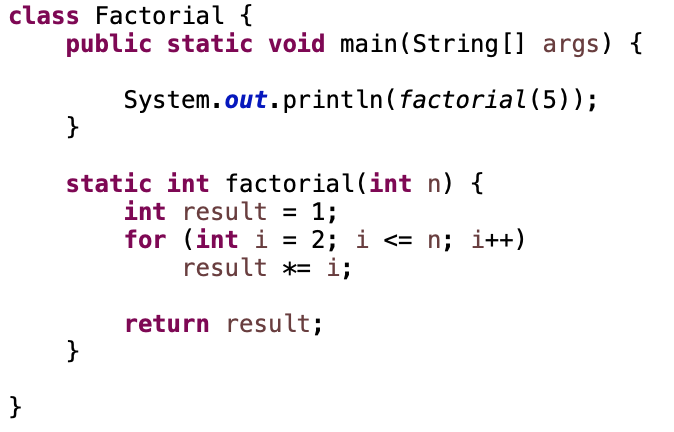 class Factorial {
    public static void main(String[] args) {

        System.out.println(factorial(5));
    }

    static int factorial(int n) {
        int result = 1;
        for (int i = 2; i <= n; i++)
            result *= i;

        return result;
    }

}